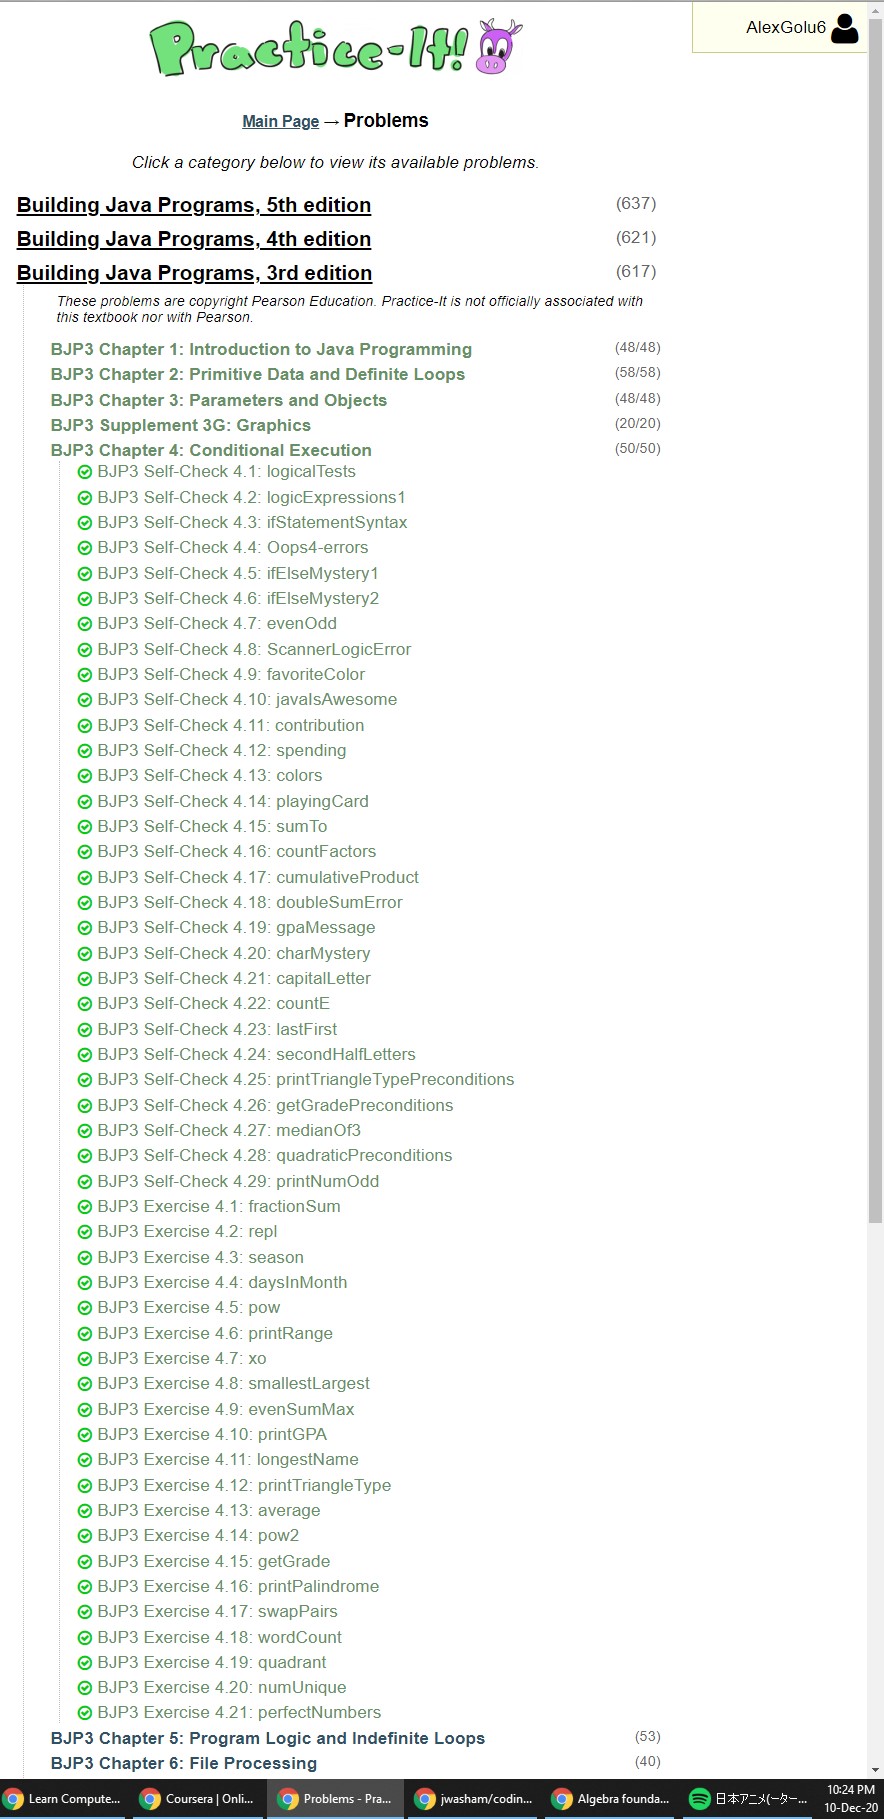 Practice-It!
AlexGolu6
Main Page → Problems
Click a category below to view its available problems.
Building Java Programs, 5th edition (637)
Building Java Programs, 4th edition (621)
Building Java Programs, 3rd edition (617)
These problems are copyright Pearson Education. Practice-It is not officially associated with
this textbook nor with Pearson.
BJP3 Chapter 1: Introduction to Java Programming (48/48)
BJP3 Chapter 2: Primitive Data and Definite Loops (58/58)
BJP3 Chapter 3: Parameters and Objects (48/48)
BJP3 Supplement 3G: Graphics (20/20)
BJP3 Chapter 4: Conditional Execution (50/50)
BJP3 Self-Check 4.1: logicalTests
BJP3 Self-Check 4.2: logicExpressions1
BJP3 Self-Check 4.3: ifStatementSyntax
BJP3 Self-Check 4.4: Oops4-errors
BJP3 Self-Check 4.5: ifElseMystery1
BJP3 Self-Check 4.6: ifElseMystery2
BJP3 Self-Check 4.7: evenOdd
BJP3 Self-Check 4.8: ScannerLogicError
BJP3 Self-Check 4.9: favoriteColor
BJP3 Self-Check 4.10: javaIsAwesome
BJP3 Self-Check 4.11: contribution
BJP3 Self-Check 4.12: spending
BJP3 Self-Check 4.13: colors
BJP3 Self-Check 4.14: playingCard
BJP3 Self-Check 4.15: sumTo
BJP3 Self-Check 4.16: countFactors
BJP3 Self-Check 4.17: cumulativeProduct
BJP3 Self-Check 4.18: doubleSumError
BJP3 Self-Check 4.19: gpaMessage
BJP3 Self-Check 4.20: charMystery
BJP3 Self-Check 4.21: capitalLetter
BJP3 Self-Check 4.22: countE
BJP3 Self-Check 4.23: lastFirst
BJP3 Self-Check 4.24: secondHalfLetters
BJP3 Self-Check 4.25: printTriangleTypePreconditions
BJP3 Self-Check 4.26: getGradePreconditions
BJP3 Self-Check 4.27: medianOf3
BJP3 Self-Check 4.28: quadraticPreconditions
BJP3 Self-Check 4.29: printNumOdd
BJP3 Exercise 4.1: fractionSum
BJP3 Exercise 4.2: repl
BJP3 Exercise 4.3: season
BJP3 Exercise 4.4: daysInMonth
BJP3 Exercise 4.5: pow
BJP3 Exercise 4.6: printRange
BJP3 Exercise 4.7: xo
BJP3 Exercise 4.8: smallestLargest
BJP3 Exercise 4.9: evenSumMax
BJP3 Exercise 4.10: printGPA
BJP3 Exercise 4.11: longestName
BJP3 Exercise 4.12: printTriangleType
BJP3 Exercise 4.13: average
BJP3 Exercise 4.14: pow2
BJP3 Exercise 4.15: getGrade
BJP3 Exercise 4.16: printPalindrome
BJP3 Exercise 4.17: swapPairs
BJP3 Exercise 4.18: wordCount
BJP3 Exercise 4.19: quadrant
BJP3 Exercise 4.20: numUnique
BJP3 Exercise 4.21: perfectNumbers
BJP3 Chapter 5: Program Logic and Indefinite Loops (53)
BJP3 Chapter 6: File Processing (40)
Learn Compute... Coursera | Onli... Problems - Pra... jwasham/codin... Algebra founda... 日本アニメ(ーター... 10:24 PM
10-Dec-20